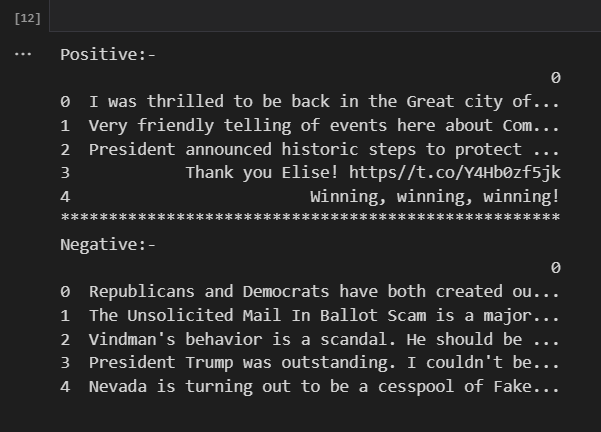 [12]
... Positive:-
0
0 I was thrilled to be back in the Great city of...
1 Very friendly telling of events here about Com...
2 President announced historic steps to protect ...
3 Thank you Elise! https//t.co/Y4Hb0zf5jk
4 Winning, winning, winning!
****************************************************
Negative:-
0
0 Republicans and Democrats have both created ou...
1 The Unsolicited Mail In Ballot Scam is a major...
2 Vindman's behavior is a scandal. He should be ...
3 President Trump was outstanding. I couldn't be...
4 Nevada is turning out to be a cesspool of Fake...